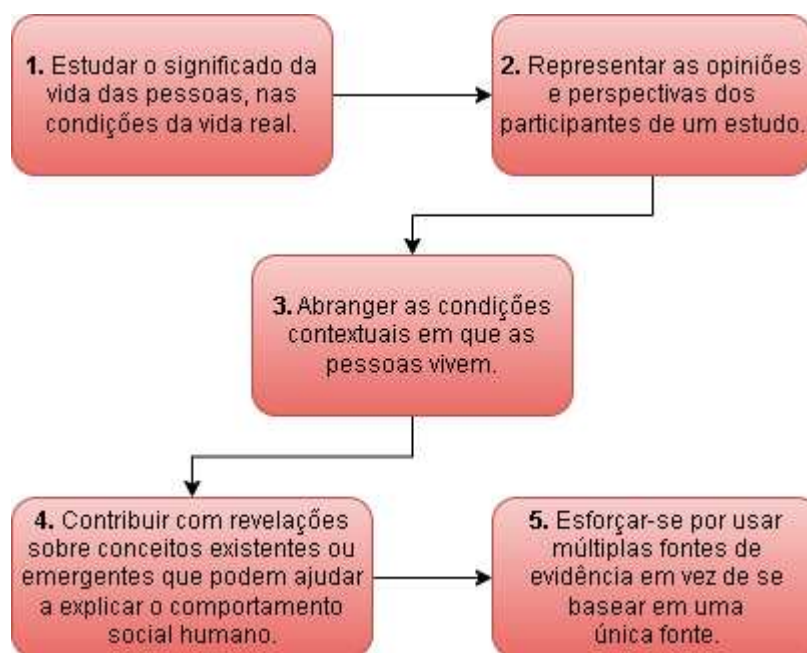 1. Estudar o significado da
vida das pessoas, nas
condições da vida real.
2. Representar as opiniões
e perspectivas dos
participantes de um estudo.
3. Abranger as condições
contextuais em que as
pessoas vivem.
4. Contribuir com revelações
sobre conceitos existentes ou
emergentes que podem ajudar
a explicar o comportamento
social humano.
5. Esforçar-se por usar
múltiplas fontes de
evidência em vez de se
basear em uma
única fonte.